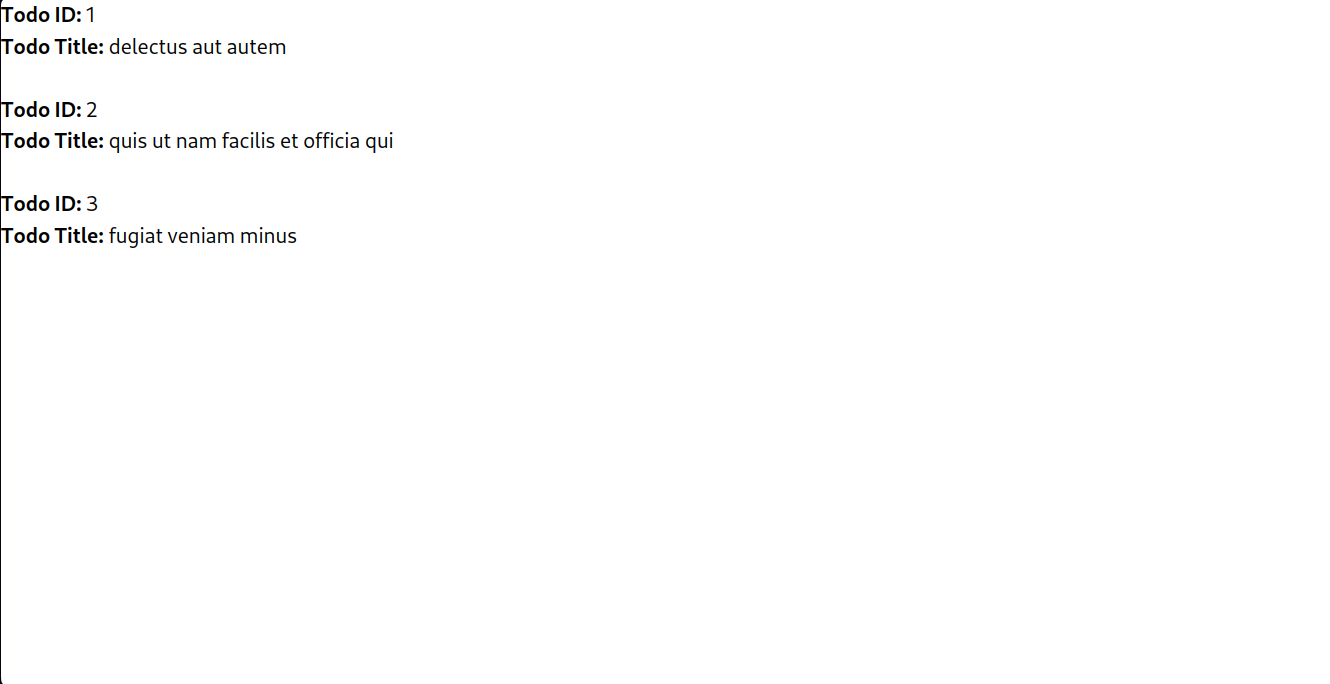 Todo ID: 1
Todo Title: delectus aut autem
Todo ID: 2
Todo Title: quis ut nam facilis et officia qui
Todo ID: 3
Todo Title: fugiat veniam minus